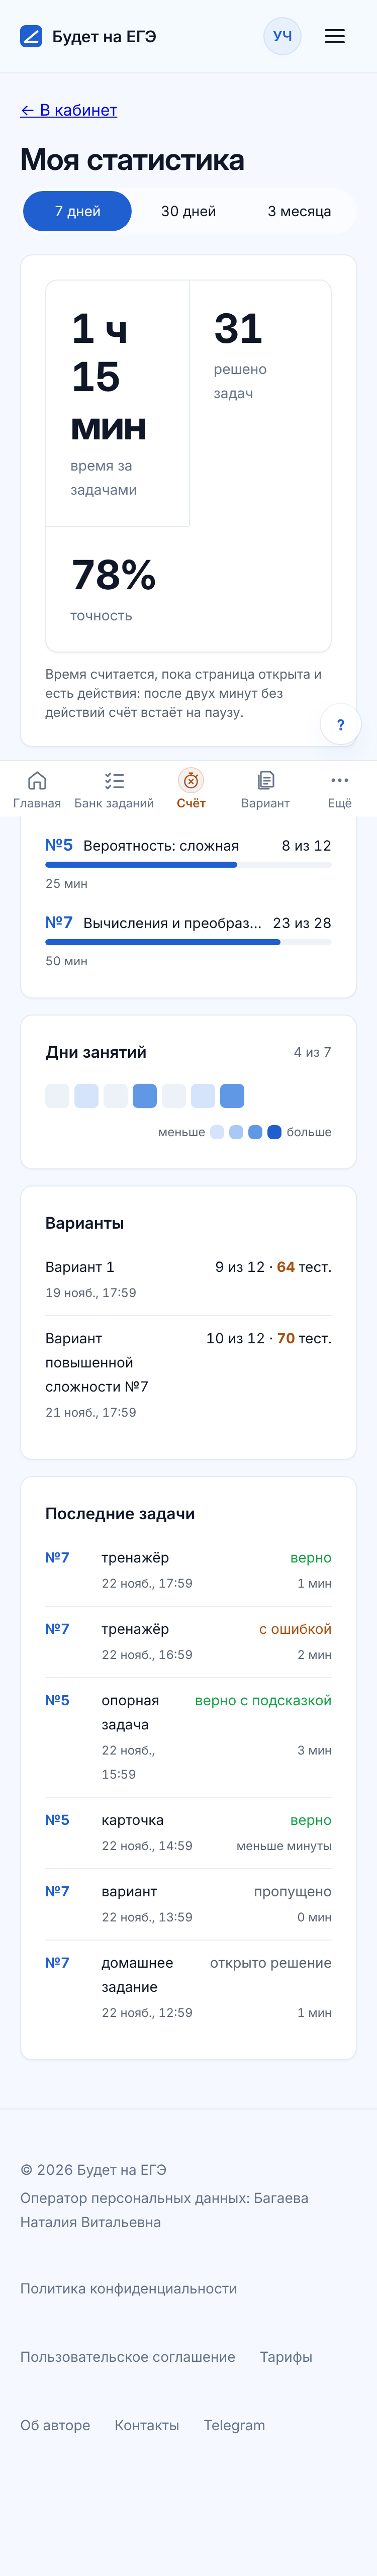 Будет на ЕГЭ
УЧ
← В кабинет
Моя статистика
7 дней 30 дней 3 месяца
1 ч
15
мин
время за
задачами
31
решено
задач
78%
точность
Время считается, пока страница открыта и
есть действия: после двух минут без
действий счёт встаёт на паузу.
?
Главная Банк заданий Счёт Вариант Ещё
№5 Вероятность: сложная 8 из 12
25 мин
№7 Вычисления и преобраз... 23 из 28
50 мин
Дни занятий 4 из 7
меньше больше
Варианты
Вариант 1 9 из 12 · 64 тест.
19 нояб., 17:59
Вариант 10 из 12 · 70 тест.
повышенной
сложности №7
21 нояб., 17:59
Последние задачи
№7 тренажёр верно
22 нояб., 17:59 1 мин
№7 тренажёр с ошибкой
22 нояб., 16:59 2 мин
№5 опорная верно с подсказкой
задача
22 нояб., 3 мин
15:59
№5 карточка верно
22 нояб., 14:59 меньше минуты
№7 вариант пропущено
22 нояб., 13:59 0 мин
№7 домашнее открыто решение
задание
22 нояб., 12:59 1 мин
© 2026 Будет на ЕГЭ
Оператор персональных данных: Багаева
Наталия Витальевна
Политика конфиденциальности
Пользовательское соглашение Тарифы
Об авторе Контакты Telegram